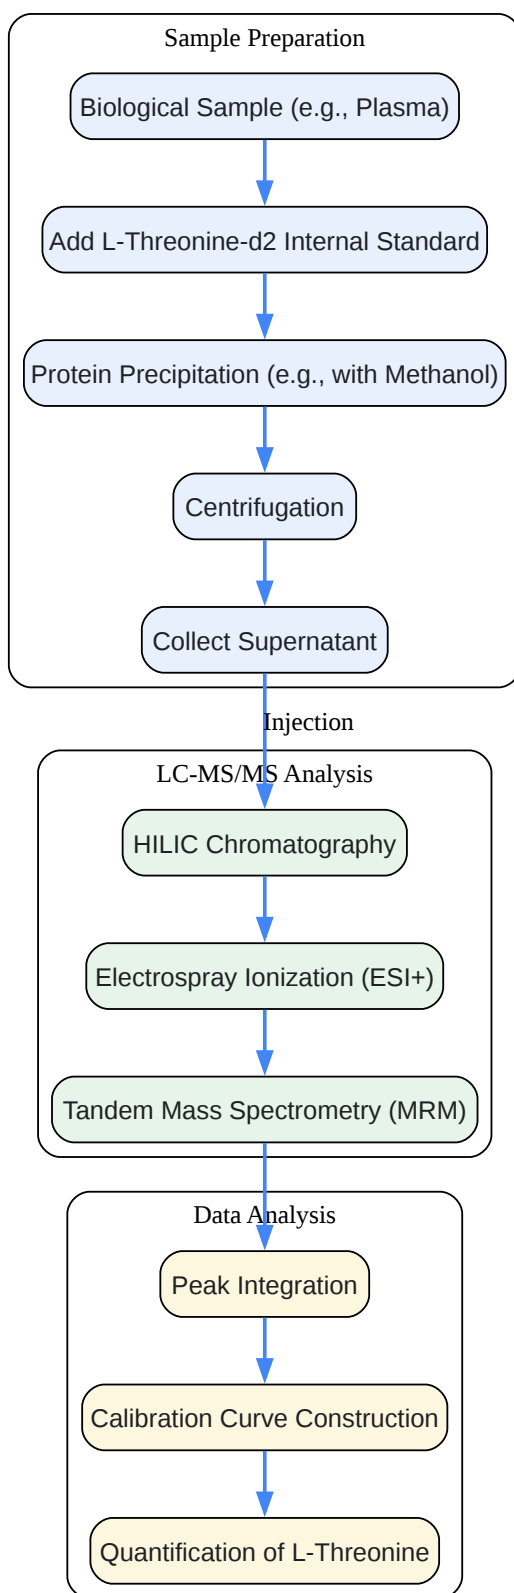 Sample Preparation
Biological Sample (e.g., Plasma)
Add L-Threonine-d2 Internal Standard
Protein Precipitation (e.g., with Methanol)
Centrifugation
Collect Supernatant
Injection
LC-MS/MS Analysis
HILIC Chromatography
Electrospray Ionization (ESI+)
Tandem Mass Spectrometry (MRM)
Data Analysis
Peak Integration
Calibration Curve Construction
Quantification of L-Threonine